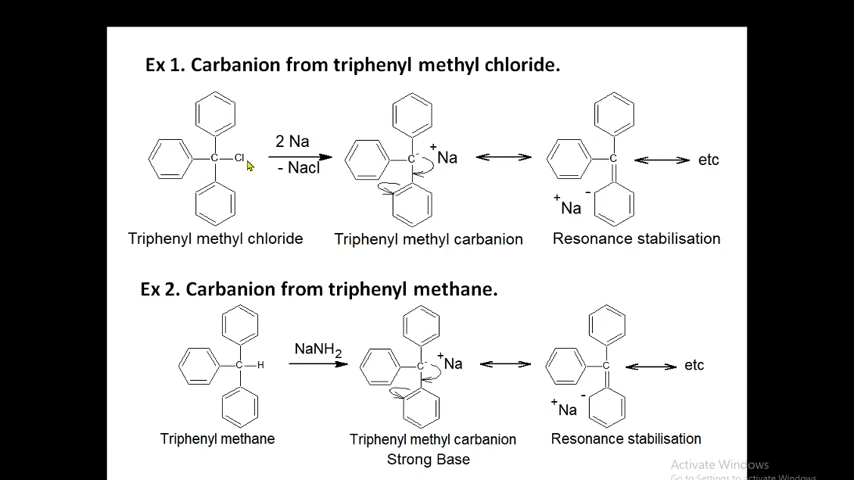 Ex 1. Carbanion from triphenyl methyl chloride.
C Cl
2 Na
- Nacl
C- +Na
C
etc
+Na -
Triphenyl methyl chloride
Triphenyl methyl carbanion
Resonance stabilisation
Ex 2. Carbanion from triphenyl methane.
C H
NaNH2
C- +Na
C
etc
+Na -
Triphenyl methane
Triphenyl methyl carbanion
Strong Base
Resonance stabilisation
Activate Windows
Go to Settings to activate Windows